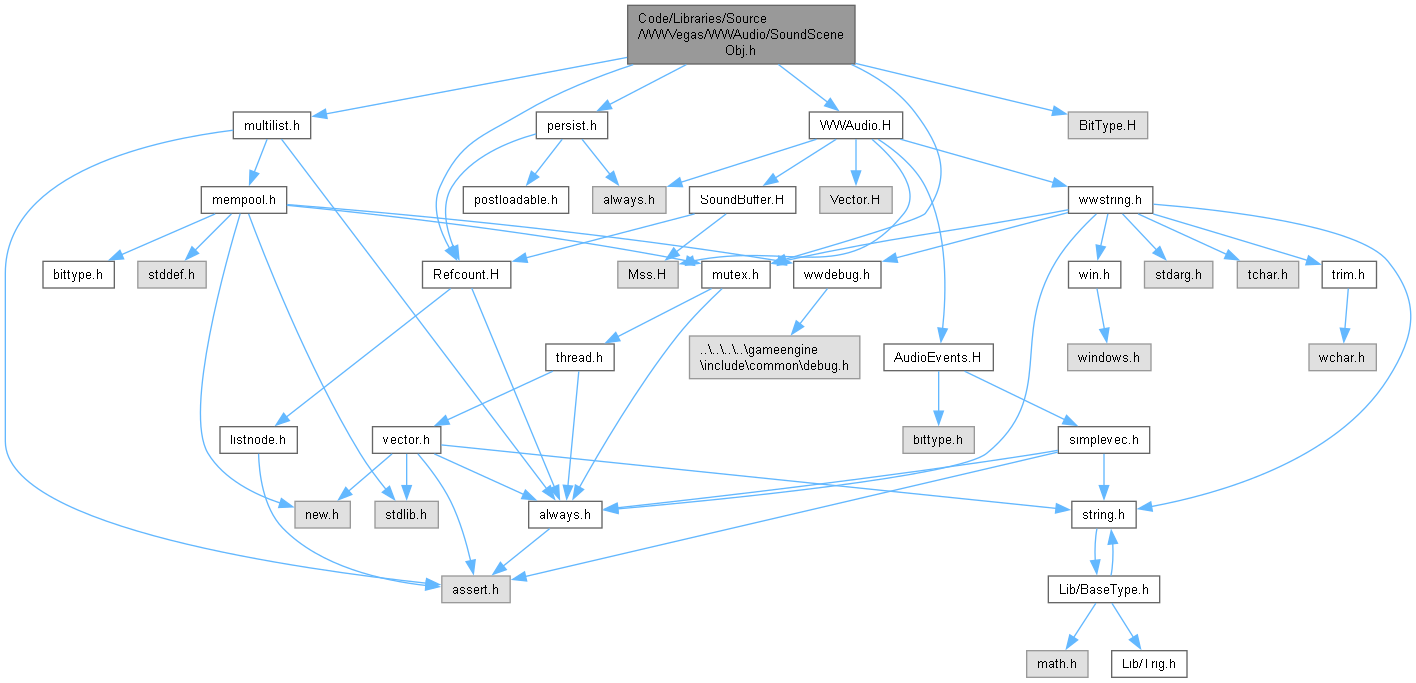 Code/Libraries/Source
/WWVegas/WWAudio/SoundScene
Obj.h
multilist.h
persist.h
WWAudio.H
BitType.H
mempool.h
postloadable.h
always.h
SoundBuffer.H
Vector.H
wwstring.h
bittype.h
stddef.h
Refcount.H
Mss.H
mutex.h
wwdebug.h
win.h
stdarg.h
tchar.h
trim.h
thread.h
..\..\..\..\gameengine
\include\common\debug.h
AudioEvents.H
windows.h
wchar.h
listnode.h
vector.h
bittype.h
simplevec.h
new.h
stdlib.h
always.h
string.h
assert.h
Lib/BaseType.h
math.h
Lib/Trig.h